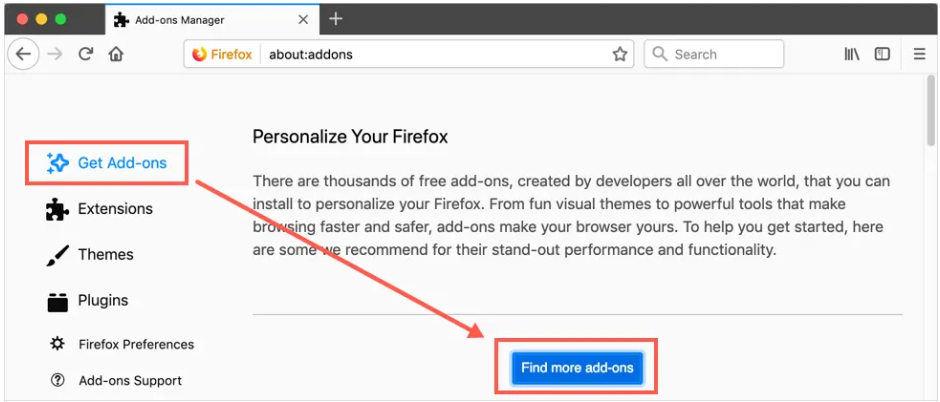 Add-ons Manager
Firefox
about:addons
Search
Get Add-ons
Extensions
Themes
Plugins
Firefox Preferences
Add-ons Support
Personalize Your Firefox
There are thousands of free add-ons, created by developers all over the world, that you can
install to personalize your Firefox. From fun visual themes to powerful tools that make
browsing faster and safer, add-ons make your browser yours. To help you get started, here
are some we recommend for their stand-out performance and functionality.
Find more add-ons